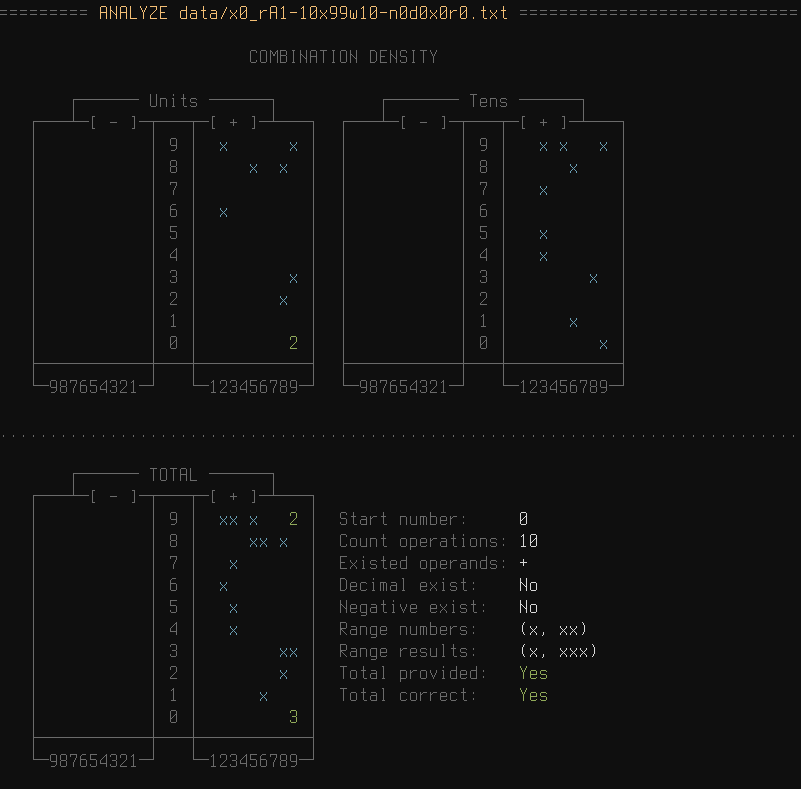 ========= ANALYZE data/x0_rA1-10x99w10-n0d0x0r0.txt ============================
COMBINATION DENSITY
Units Tens
[ - ] [ + ] [ - ] [ + ]
9 x x 9 x x x
8 x x 8 x
7 7 x
6 x 6
5 5 x
4 4 x
3 x 3 x
2 x 2
1 1 x
0 2 0 x
987654321 123456789 987654321 123456789
TOTAL
[ - ] [ + ]
9 xx x 2 Start number: 0
8 xx x Count operations: 10
7 x Existed operands: +
6 x Decimal exist: No
5 x Negative exist: No
4 x Range numbers: (x, xx)
3 xx Range results: (x, xxx)
2 x Total provided: Yes
1 x Total correct: Yes
0 3
987654321 123456789